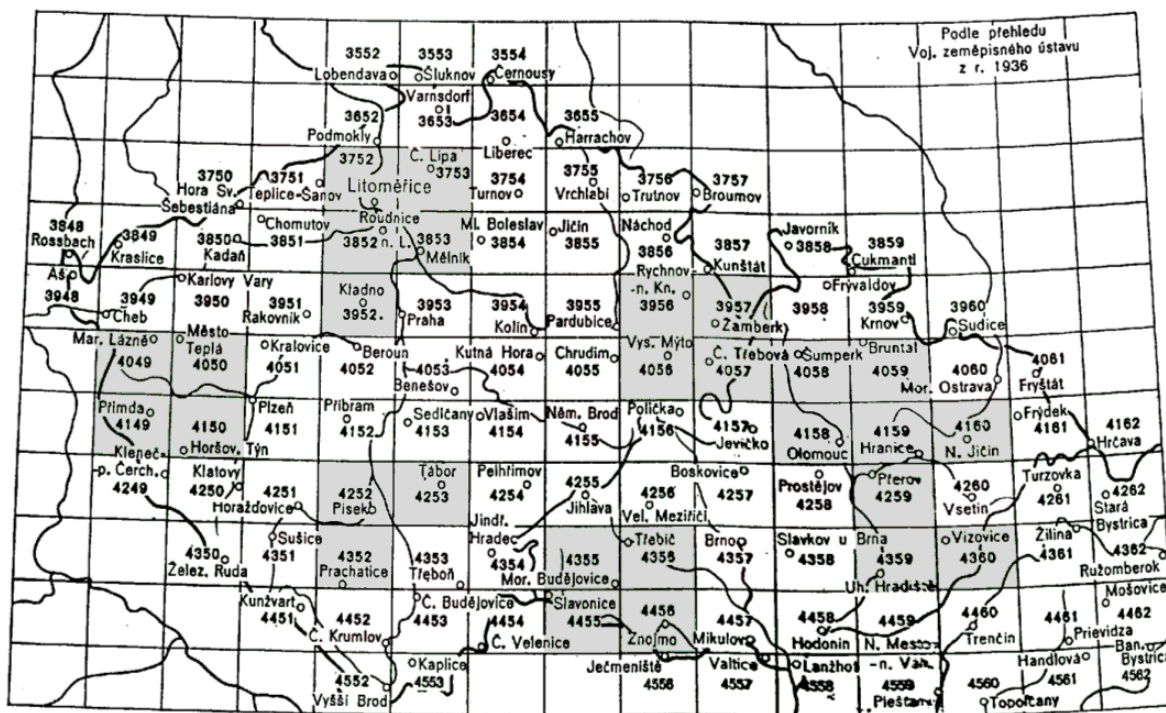 Podle přehledu
Voj. zeměpisného ústavu
z r. 1936
3552 3553 3554
Lobendava Šluknov Černousy
Varnsdorf
3652 3653 3654 3655
Podmokly Liberec Harrachov
3752 Č. Lípa
3750 3751 3753 3754 3755 3756 3757
Hora Sv. Teplice-Šanov Litoměřice Turnov Vrchlabí Trutnov Broumov
Šebestiána
Chomutov Roudnice Ml. Boleslav Jičín Náchod Javorník
3848 3849 3850 3851 3852 n. L. 3853 3854 3855 3856 3857 3858 3859
Rossbach Kraslice Kadaň Mělník Kunštát Cukmantl
Aš Karlovy Vary Kladno Rychnov Frývaldov
-n. Kn.
3948 3949 3950 3951 3952. 3953 3954 3955 3956 3957 3958 3959 3960
Cheb Rakovník Praha Kolín Pardubice Žamberk Krnov Sudice
Mar. Lázně Město Kralovice Beroun Kutná Hora Chrudim Vys. Mýto Č. Třebová Šumperk Bruntál
Teplá
4049 4050 4051 4052 4053 4054 4055 4056 4057 4058 4059 4060 4061
Benešov Mor. Ostrava Fryštát
Přimda Plzeň Příbram Sedlčany Vlašim Něm. Brod Polička Frýdek
4149 4150 4151 4152 4153 4154 4155 4156 4157 4158 4159 4160 4161 4162
Horšov. Týn Jevíčko Olomouc Hranice N. Jičín Hrčava
Kleneč-
p. Čerch. Klatovy Tábor Pelhřimov Boskovice Přerov Turzovka
4249 4250 4251 4252 4253 4254 4255 4256 4257 4258 4259 4260 4261 4262
Horažďovice Písek Jihlava Vel. Meziříčí Prostějov Vsetín Stará
Bystrica
Sušice Jindř. Třebíč Brno Slavkov u Brna Vizovice Žilina
Hradec
4350 4351 4352 4353 4354 4355 4356 4357 4358 4359 4360 4361 4362
Želez. Ruda Prachatice Třeboň Mor. Budějovice Uh. Hradiště Ružomberok
Kunžvart Č. Budějovice Slavonice Mošovice
4451 4452 4453 4454 4455 4456 4457 4458 4459 4460 4461 4462
Č. Krumlov Č. Velenice Znojmo Mikulov Hodonín N. Mesto Trenčín Prievidza
-n. Váh. Ban.
Bystrica
Kaplice Ječmeniště Valtice Lanžhot Handlová
4552 4553 4556 4557 4558 4559 4560 4561 4562
Vyšší Brod Piešťany Topoľčany